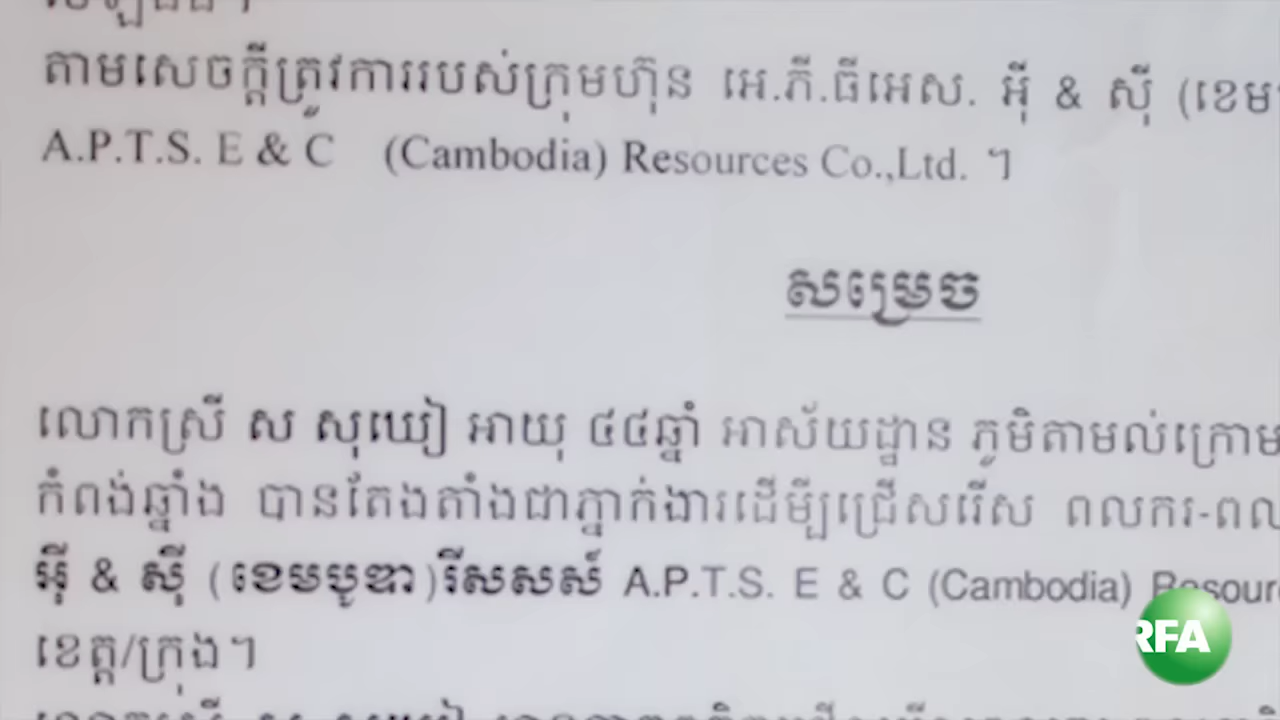 តាមសេចក្តីត្រូវការរបស់ក្រុមហ៊ុន អេ.ភី.ធីអេស. អ៊ី & ស៊ី (ខេម
A.P.T.S. E & C (Cambodia) Resources Co.,Ltd. ។
សម្រេច
លោកស្រី ស សុឃឿ អាយុ ៤៤ឆ្នាំ អាស័យដ្ឋាន ភូមិតាមល់ក្រោម
កំពង់ឆ្នាំង បានតែងតាំងជាភ្នាក់ងារដើម្បីជ្រើសរើស ពលករ-ពល
អ៊ី & ស៊ី (ខេមបូឌា)រីសសស៍ A.P.T.S. E & C (Cambodia) Resour
ខេត្ត/ក្រុង។
RFA